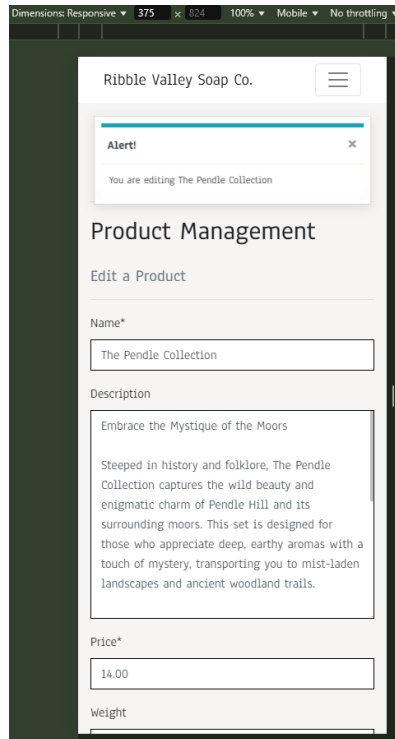 Dimensions: Responsive ▼ 375 × 824 100% ▼ Mobile ▼ No throttling ▼
Ribble Valley Soap Co.
Alert! ×
You are editing The Pendle Collection
Product Management
Edit a Product
Name*
The Pendle Collection
Description
Embrace the Mystique of the Moors
Steeped in history and folklore, The Pendle
Collection captures the wild beauty and
enigmatic charm of Pendle Hill and its
surrounding moors. This set is designed for
those who appreciate deep, earthy aromas with a
touch of mystery, transporting you to mist-laden
landscapes and ancient woodland trails.
Price*
14.00
Weight